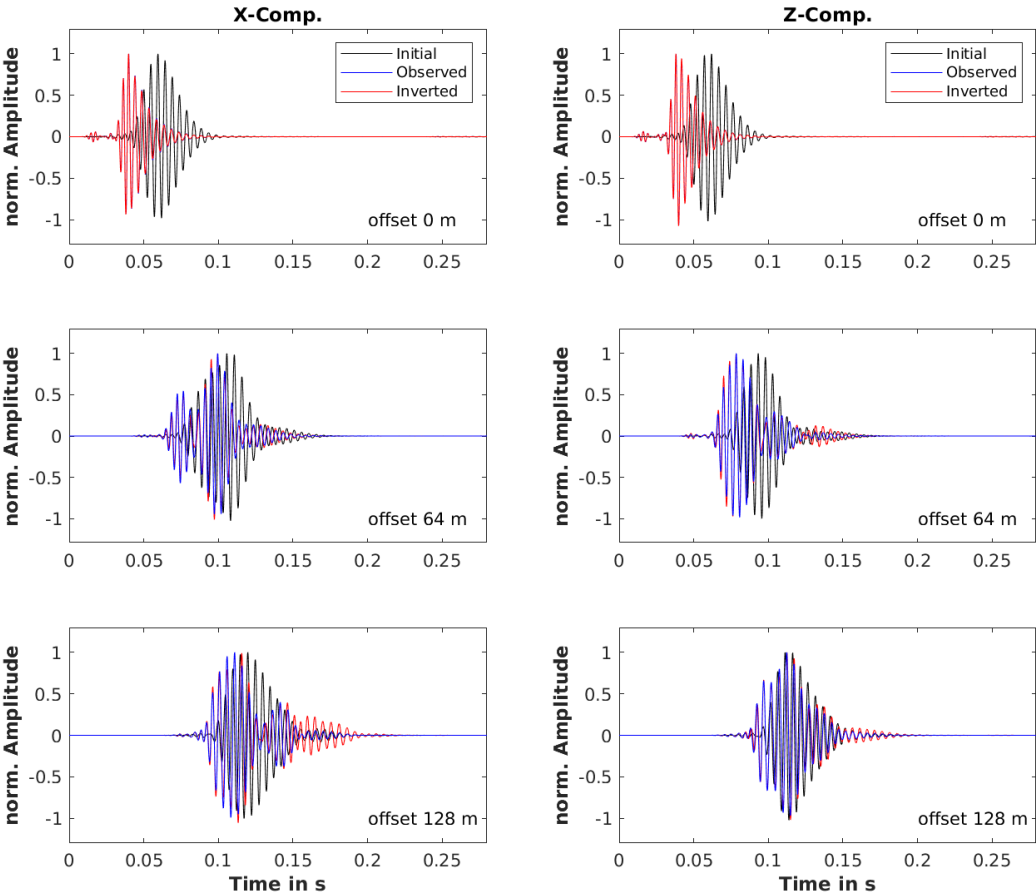 X-Comp.
Z-Comp.
norm. Amplitude
1
0.5
0
-0.5
-1
Initial
Observed
Inverted
offset 0 m
0 0.05 0.1 0.15 0.2 0.25
norm. Amplitude
1
0.5
0
-0.5
-1
Initial
Observed
Inverted
offset 0 m
0 0.05 0.1 0.15 0.2 0.25
norm. Amplitude
1
0.5
0
-0.5
-1
offset 64 m
0 0.05 0.1 0.15 0.2 0.25
norm. Amplitude
1
0.5
0
-0.5
-1
offset 64 m
0 0.05 0.1 0.15 0.2 0.25
norm. Amplitude
1
0.5
0
-0.5
-1
offset 128 m
0 0.05 0.1 0.15 0.2 0.25
Time in s
norm. Amplitude
1
0.5
0
-0.5
-1
offset 128 m
0 0.05 0.1 0.15 0.2 0.25
Time in s